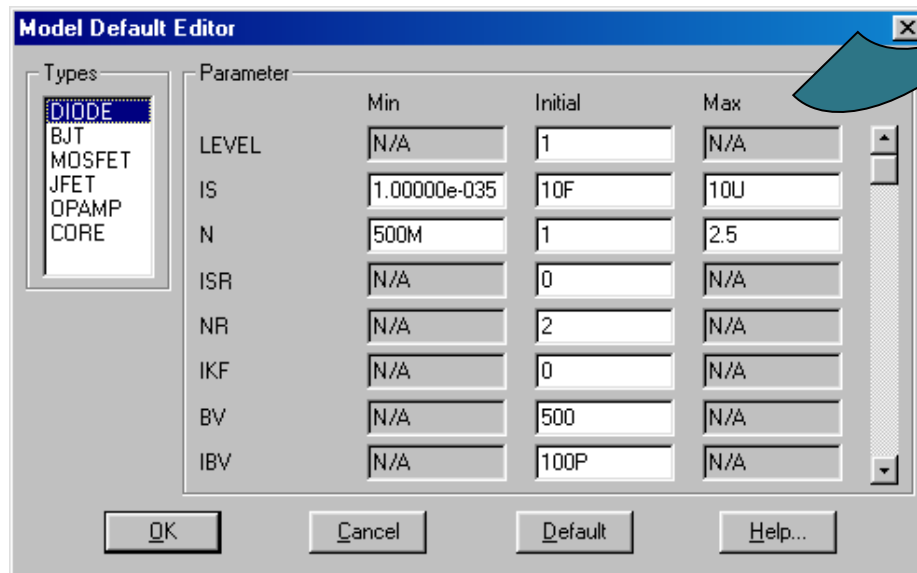 Model Default Editor
Types
Parameter
DIODE
BJT
MOSFET
JFET
OPAMP
CORE
Min Initial Max
LEVEL N/A 1 N/A
IS 1.00000e-035 10F 10U
N 500M 1 2.5
ISR N/A 0 N/A
NR N/A 2 N/A
IKF N/A 0 N/A
BV N/A 500 N/A
IBV N/A 100P N/A
OK Cancel Default Help...